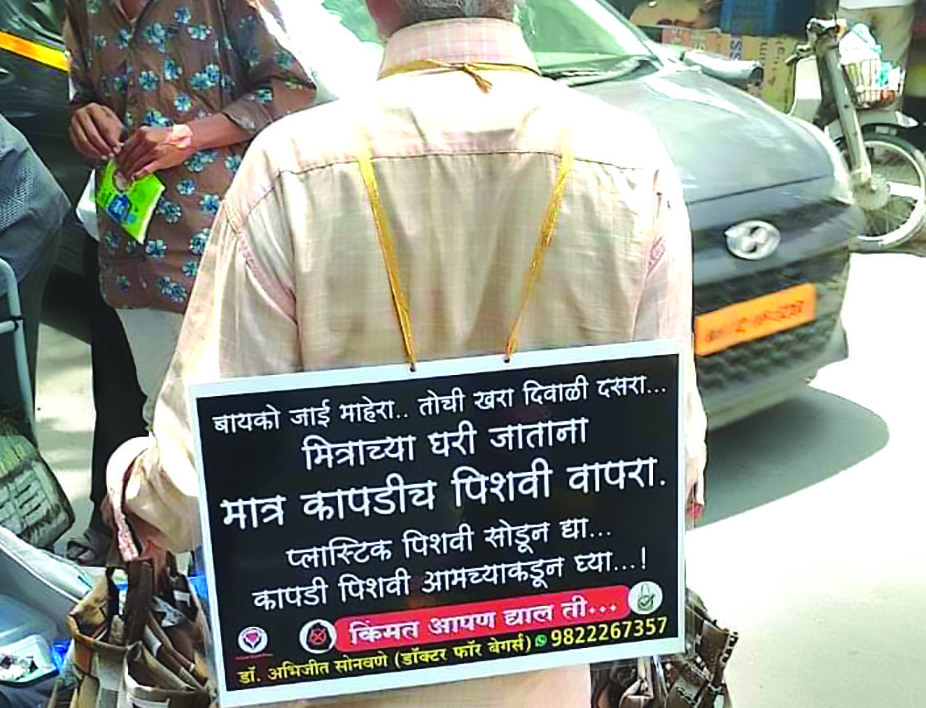 बायको जाई माहेरा.. तोची खरा दिवाळी दसरा...
मित्राच्या घरी जाताना
मात्र कापडीच पिशवी वापरा.
प्लास्टिक पिशवी सोडून द्या...
कापडी पिशवी आमच्याकडून घ्या...!
किंमत आपण द्याल ती...
डॉ. अभिजीत सोनवणे (डॉक्टर फॉर बेगर्स) 9822267357